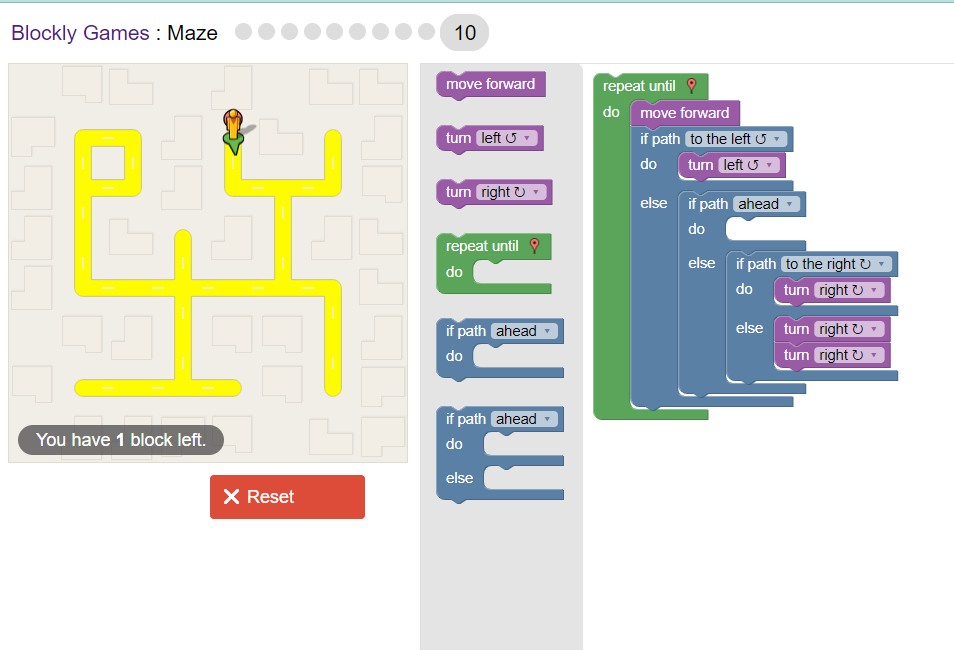 Blockly Games : Maze 10
You have 1 block left.
Reset
move forward
turn left ↺
turn right ↻
repeat until
do
if path ahead
do
if path ahead
do
else
repeat until
do move forward
if path to the left ↺
do turn left ↺
else if path ahead
do
else if path to the right ↻
do turn right ↻
else turn right ↻
turn right ↻